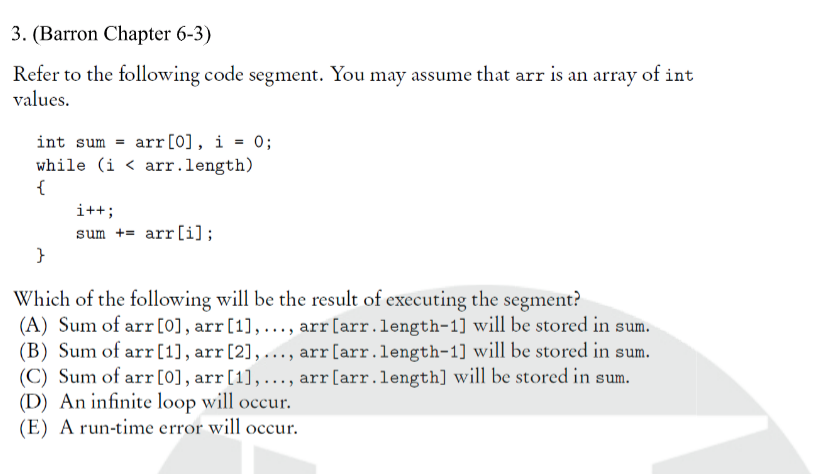 3. (Barron Chapter 6-3)
Refer to the following code segment. You may assume that arr is an array of int
values.
int sum = arr[0], i = 0;
while (i < arr.length)
{
i++;
sum += arr[i];
}
Which of the following will be the result of executing the segment?
(A) Sum of arr[0], arr[1],..., arr[arr.length-1] will be stored in sum.
(B) Sum of arr[1], arr[2],..., arr[arr.length-1] will be stored in sum.
(C) Sum of arr[0], arr[1],..., arr[arr.length] will be stored in sum.
(D) An infinite loop will occur.
(E) A run-time error will occur.